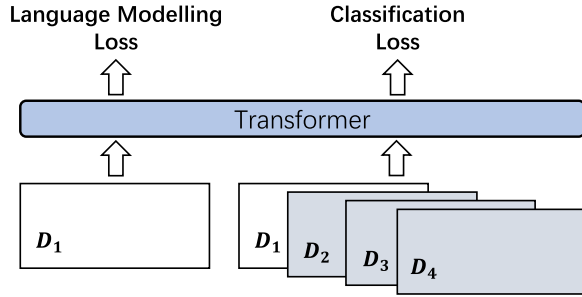 Language Modelling
Loss
Classification
Loss
Transformer
D₁
D₁
D₂
D₃
D₄